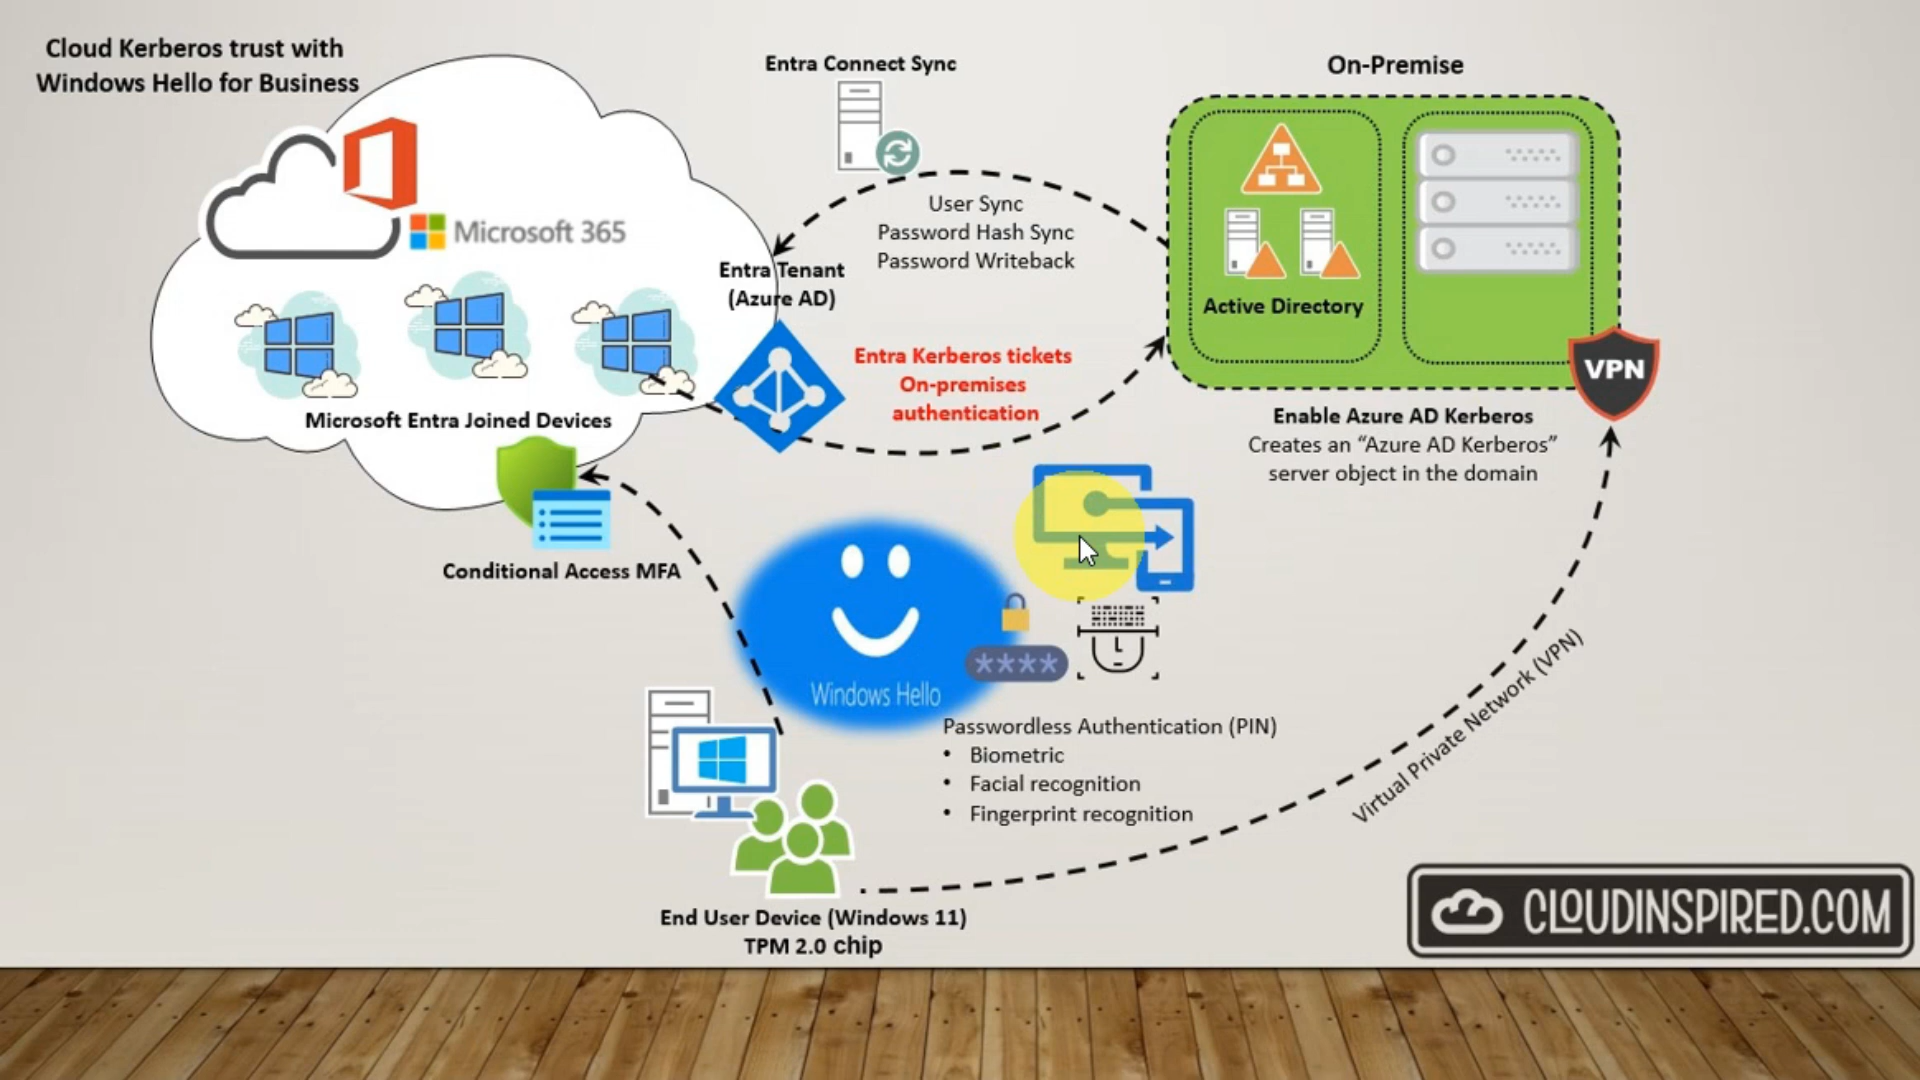 Cloud Kerberos trust with
Windows Hello for Business
Entra Connect Sync
On-Premise
Microsoft 365
User Sync
Password Hash Sync
Password Writeback
Entra Tenant
(Azure AD)
Active Directory
Entra Kerberos tickets
On-premises
authentication
VPN
Microsoft Entra Joined Devices
Enable Azure AD Kerberos
Creates an “Azure AD Kerberos”
server object in the domain
Conditional Access MFA
****
Windows Hello
Passwordless Authentication (PIN)
• Biometric
• Facial recognition
• Fingerprint recognition
Virtual Private Network (VPN)
End User Device (Windows 11)
TPM 2.0 chip
CLOUDINSPIRED.COM